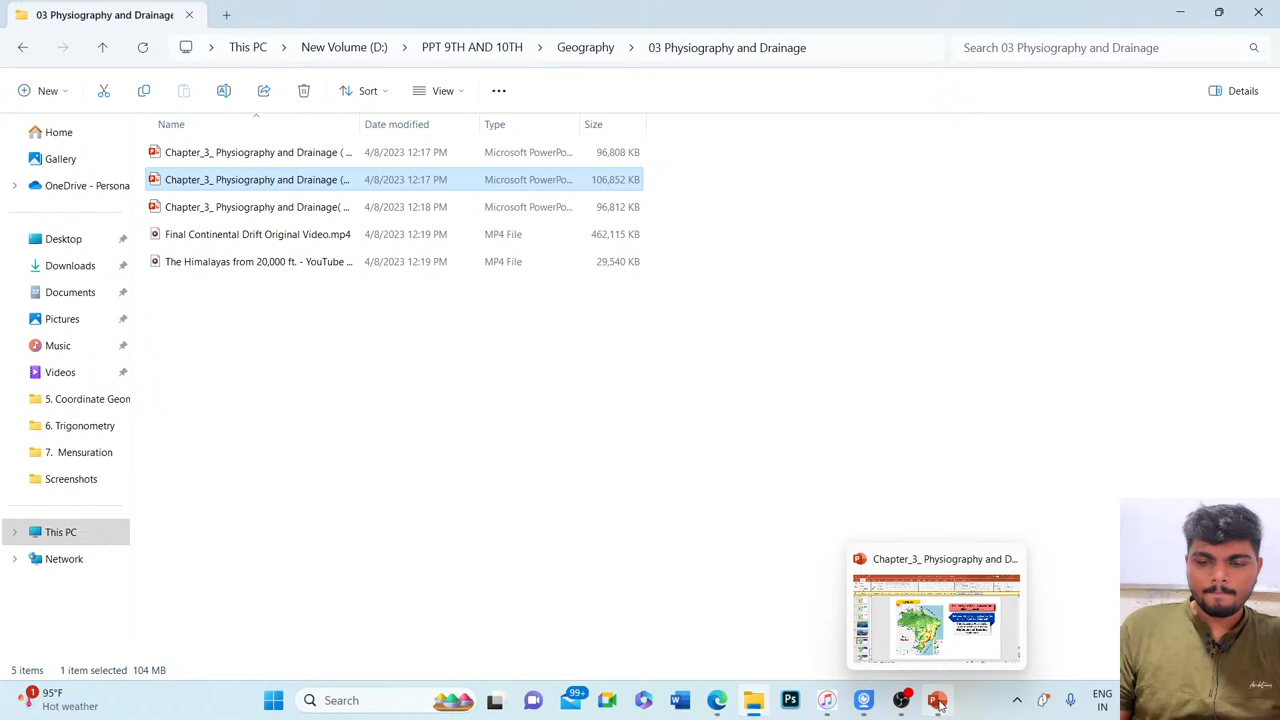 03 Physiography and Drainage
This PC > New Volume (D:) > PPT 9TH AND 10TH > Geography > 03 Physiography and Drainage
Search 03 Physiography and Drainage
New
Sort
View
Details
Name Date modified Type Size
Chapter_3_ Physiography and Drainage ( ... 4/8/2023 12:17 PM Microsoft PowerPo... 96,808 KB
Chapter_3_ Physiography and Drainage (... 4/8/2023 12:17 PM Microsoft PowerPo... 106,852 KB
Chapter_3_ Physiography and Drainage( ... 4/8/2023 12:18 PM Microsoft PowerPo... 96,812 KB
Final Continental Drift Original Video.mp4 4/8/2023 12:19 PM MP4 File 462,115 KB
The Himalayas from 20,000 ft. - YouTube ... 4/8/2023 12:19 PM MP4 File 29,540 KB
Home
Gallery
OneDrive - Persona
Desktop
Downloads
Documents
Pictures
Music
Videos
5. Coordinate Geon
6. Trigonometry
7. Mensuration
Screenshots
This PC
Network
Chapter_3_ Physiography and D...
5 items 1 item selected 104 MB
1
95°F
Hot weather
Search
99+
ENG
IN